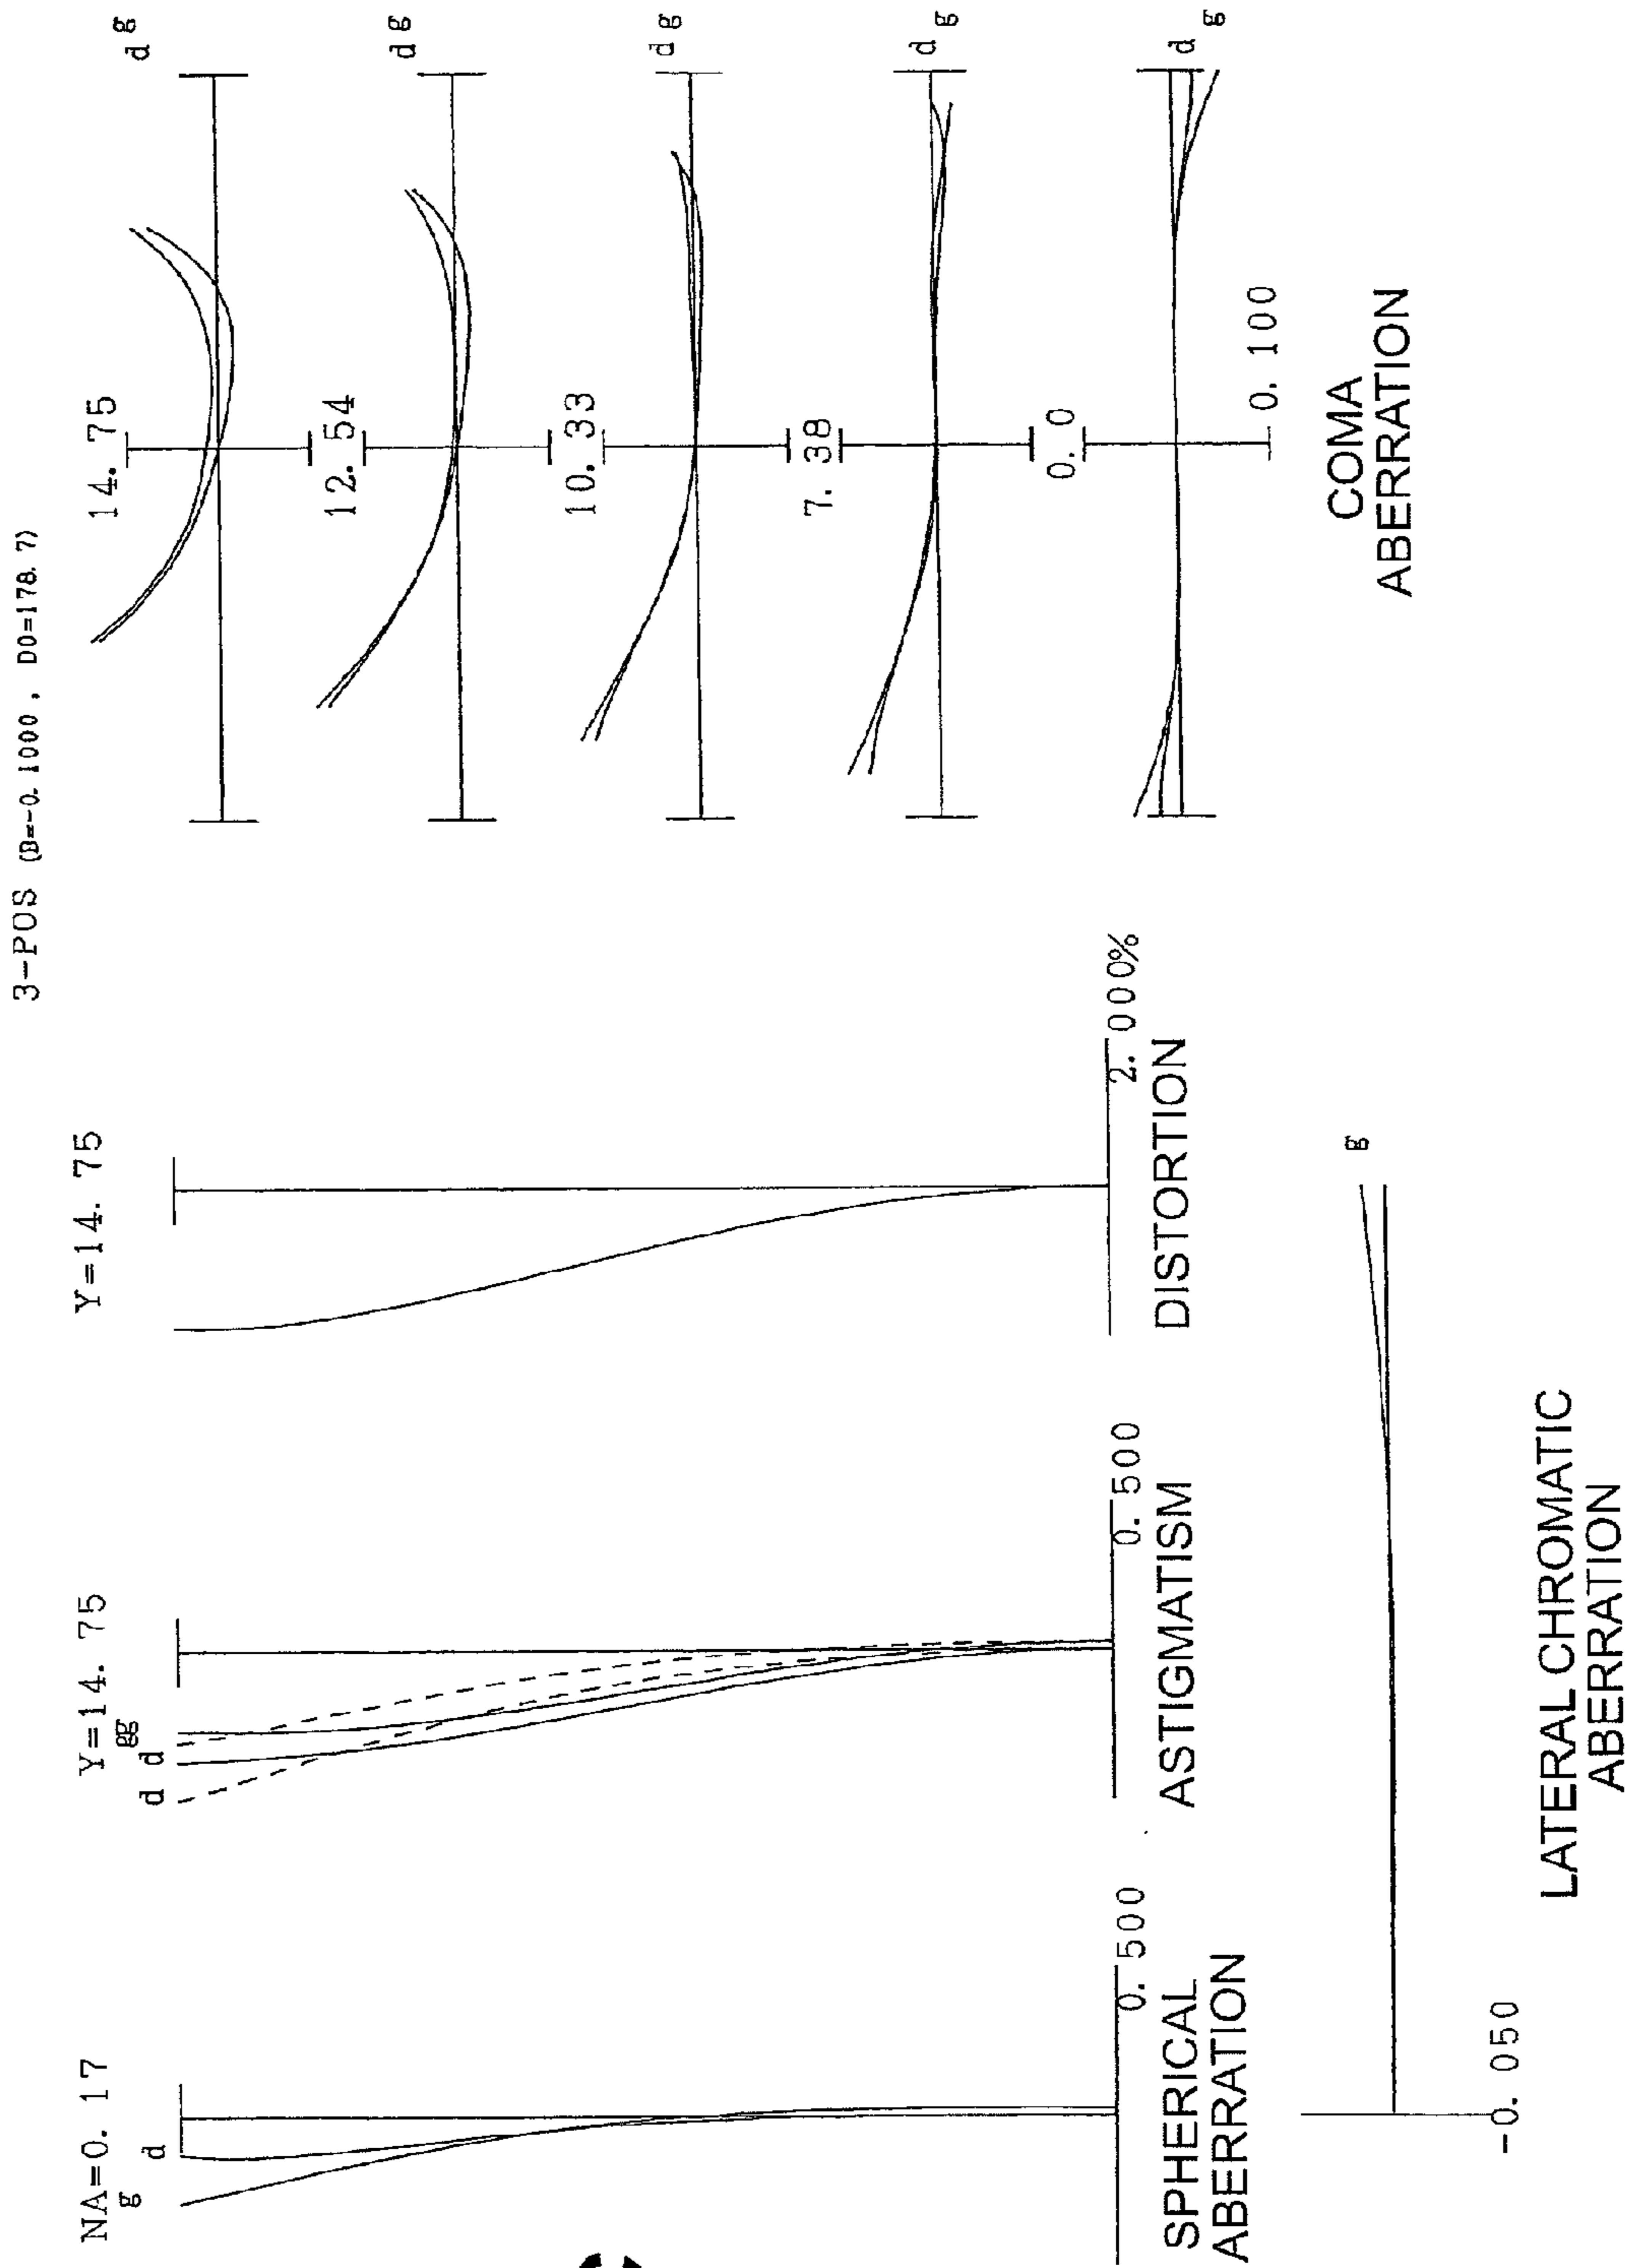 3-POS (B=-0.1000, D0=178.7)
NA=0.17
g
d
0.500
SPHERICAL
ABERRATION
Y=14.75
gg
d d
0.500
ASTIGMATISM
Y=14.75
2.000%
DISTORTION
14.75
d g
12.54
d g
10.33
d g
7.38
d g
0.0
d g
0.100
COMA
ABERRATION
g
-0.050
LATERAL CHROMATIC
ABERRATION